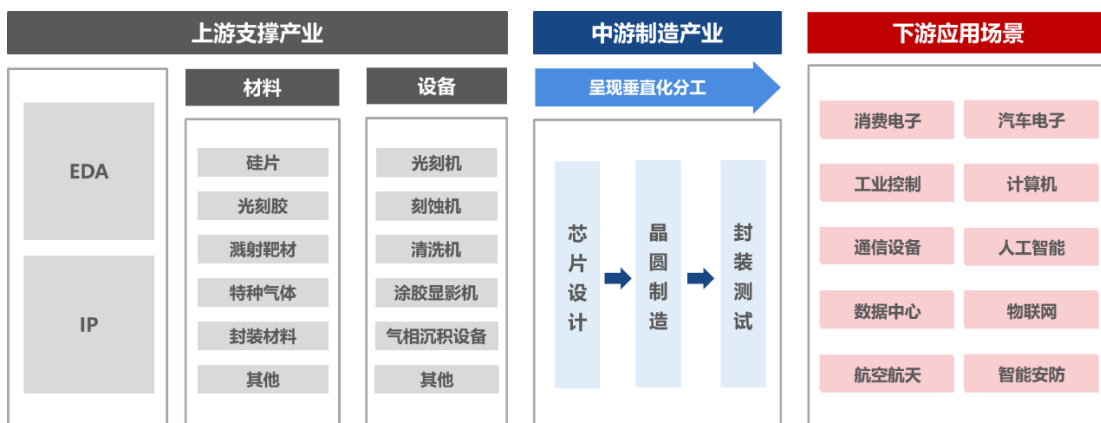 上游支撑产业
EDA
IP
材料
硅片
光刻胶
溅射靶材
特种气体
封装材料
其他
设备
光刻机
刻蚀机
清洗机
涂胶显影机
气相沉积设备
其他
中游制造产业
呈现垂直化分工
芯片设计
晶圆制造
封装测试
下游应用场景
消费电子
汽车电子
工业控制
计算机
通信设备
人工智能
数据中心
物联网
航空航天
智能安防